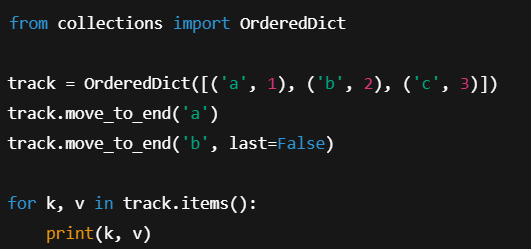 from collections import OrderedDict

track = OrderedDict([('a', 1), ('b', 2), ('c', 3)])
track.move_to_end('a')
track.move_to_end('b', last=False)

for k, v in track.items():
    print(k, v)